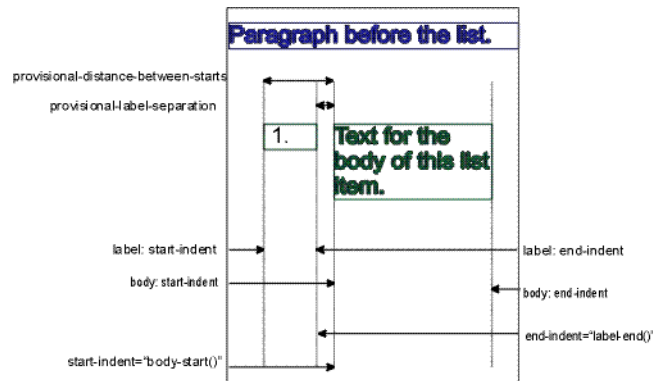 Paragraph before the list.
provisional-distance-between-starts
provisional-label-separation
1.
Text for the
body of this list
item.
label: start-indent
label: end-indent
body: start-indent
body: end-indent
end-indent="label-end()"
start-indent="body-start()"